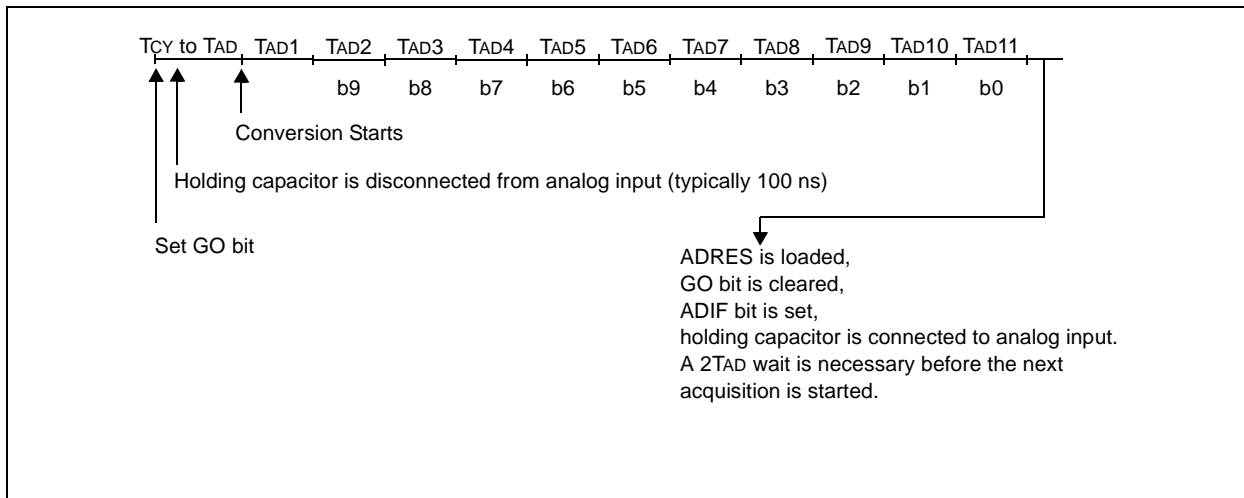 TCY to TAD TAD1 TAD2 TAD3 TAD4 TAD5 TAD6 TAD7 TAD8 TAD9 TAD10 TAD11
b9 b8 b7 b6 b5 b4 b3 b2 b1 b0
Conversion Starts
Holding capacitor is disconnected from analog input (typically 100 ns)
Set GO bit
ADRES is loaded,
GO bit is cleared,
ADIF bit is set,
holding capacitor is connected to analog input.
A 2TAD wait is necessary before the next
acquisition is started.